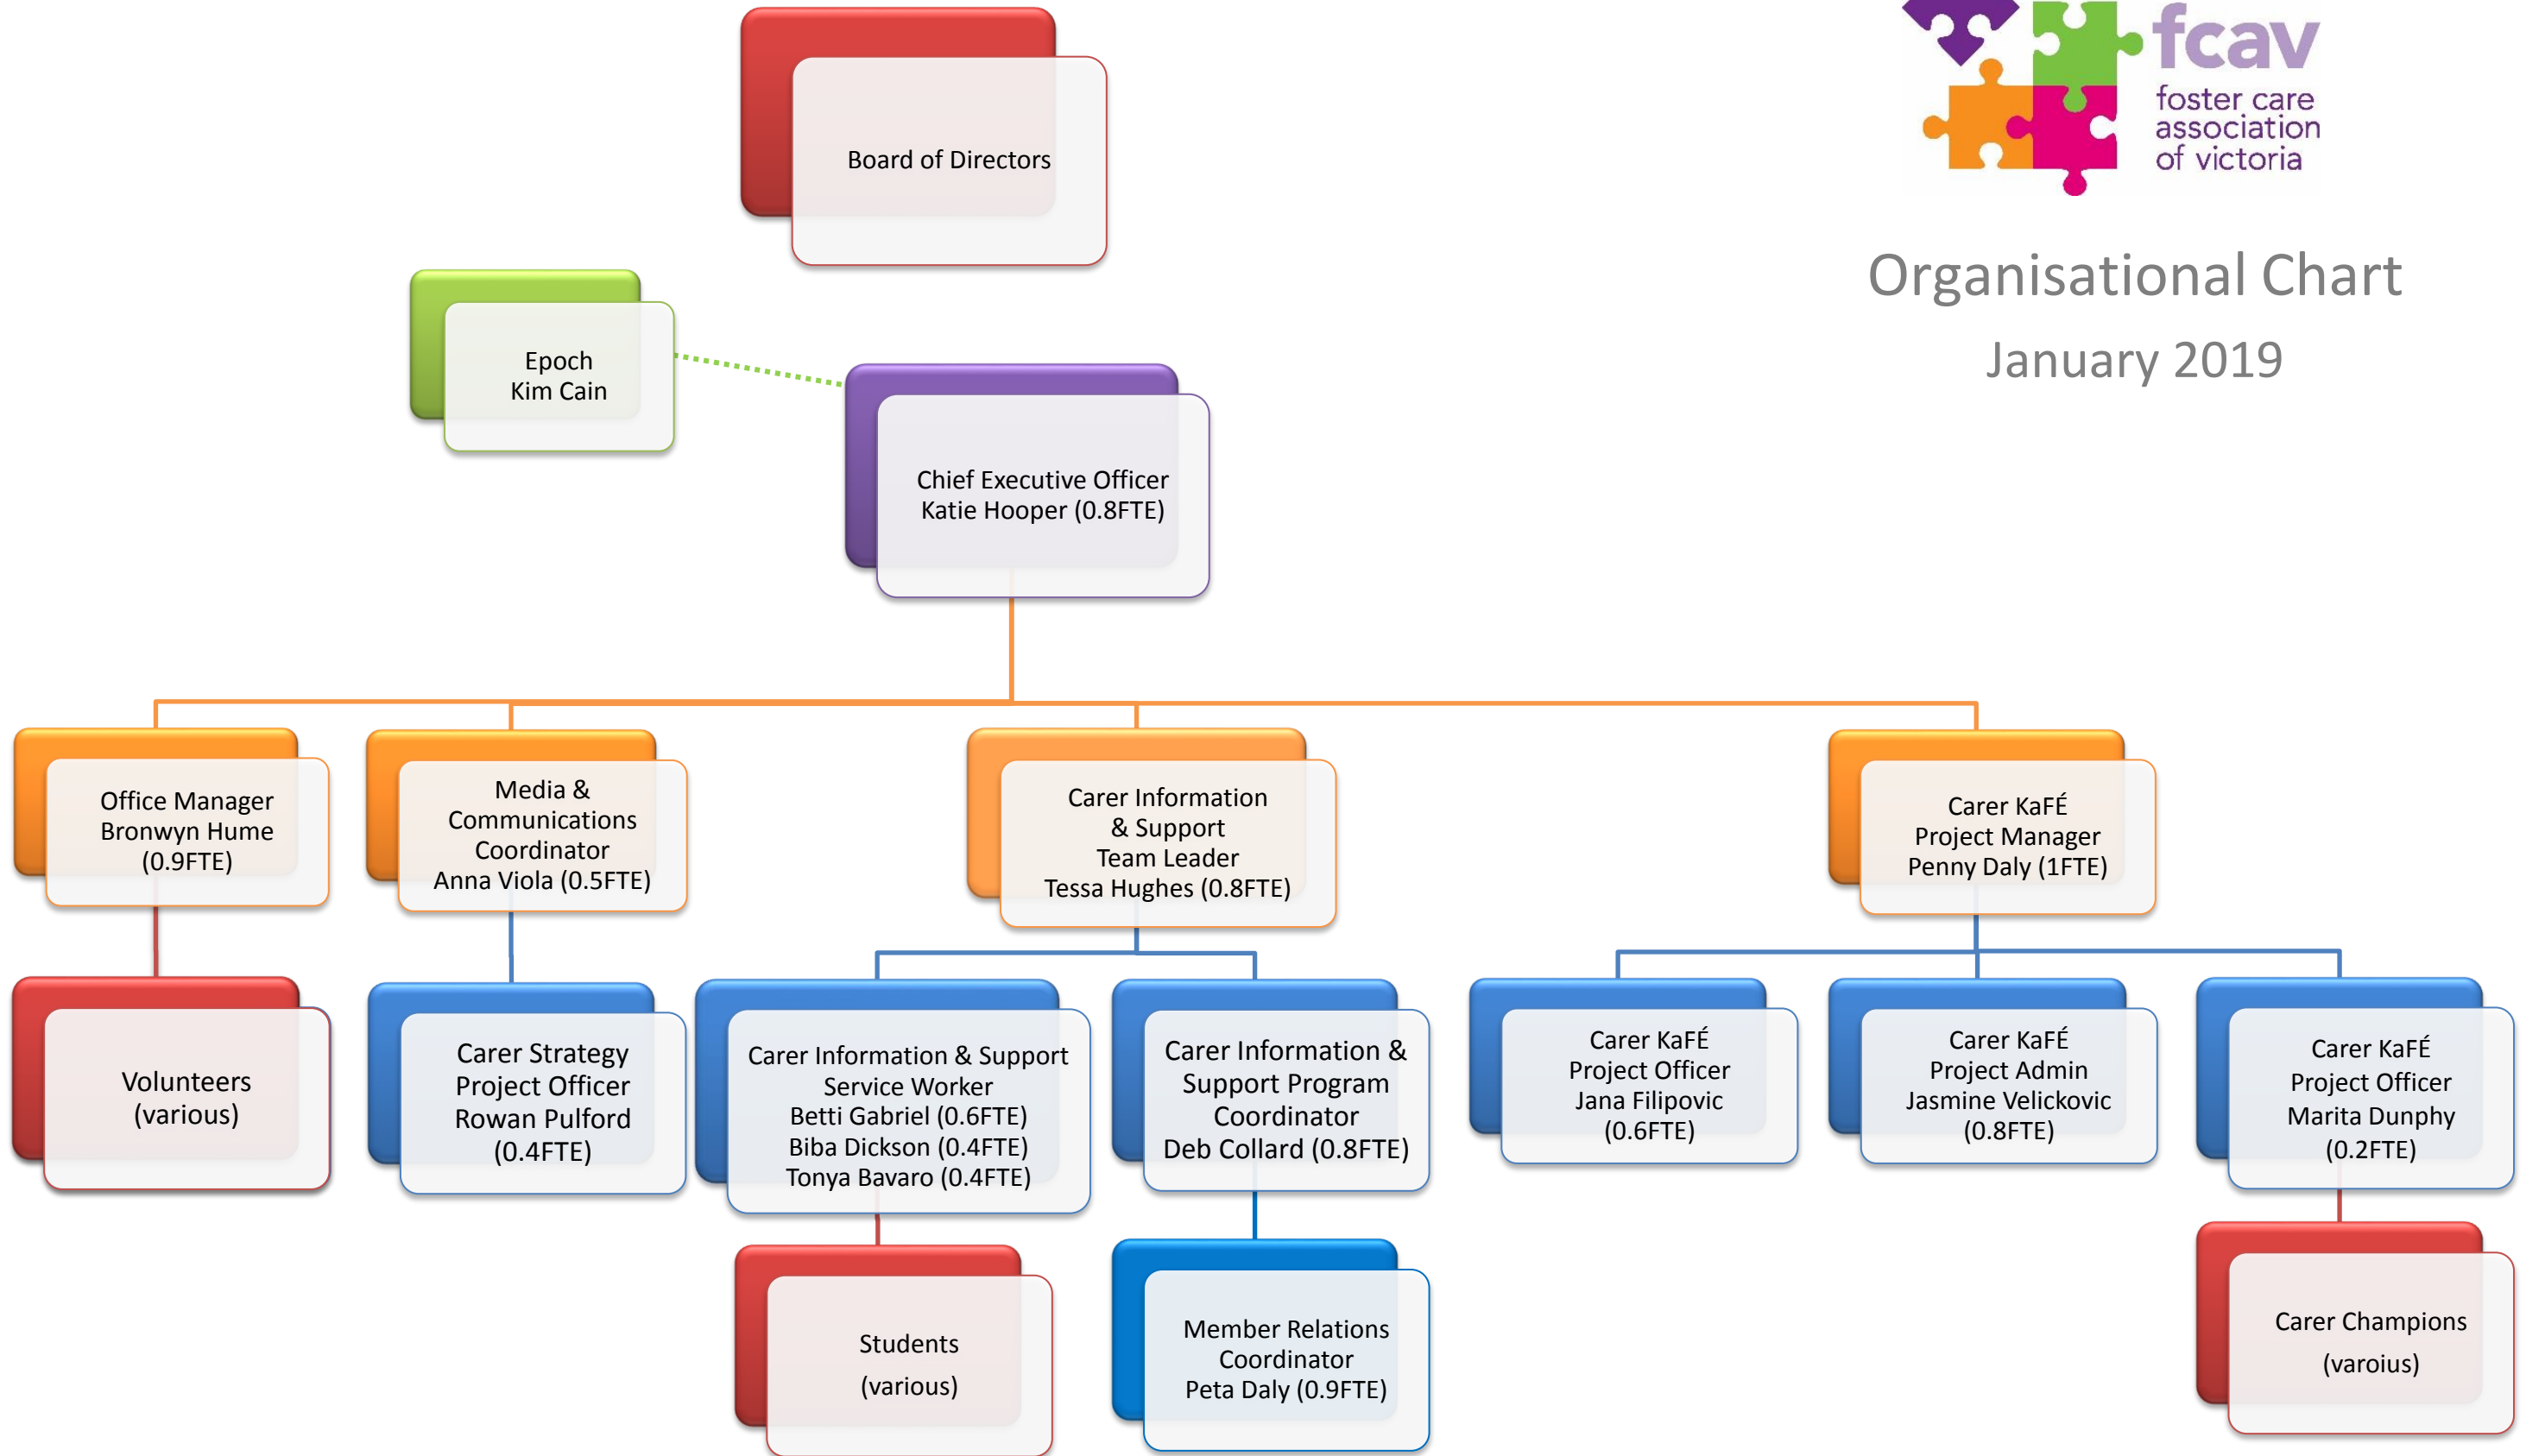 fcav
foster care
association
of victoria
Organisational Chart
January 2019
Board of Directors
Epoch
Kim Cain
Chief Executive Officer
Katie Hooper (0.8FTE)
Office Manager
Bronwyn Hume
(0.9FTE)
Media &
Communications
Coordinator
Anna Viola (0.5FTE)
Carer Information
& Support
Team Leader
Tessa Hughes (0.8FTE)
Carer KaFÉ
Project Manager
Penny Daly (1FTE)
Volunteers
(various)
Carer Strategy
Project Officer
Rowan Pulford
(0.4FTE)
Carer Information & Support
Service Worker
Betti Gabriel (0.6FTE)
Biba Dickson (0.4FTE)
Tonya Bavaro (0.4FTE)
Carer Information &
Support Program
Coordinator
Deb Collard (0.8FTE)
Carer KaFÉ
Project Officer
Jana Filipovic
(0.6FTE)
Carer KaFÉ
Project Admin
Jasmine Velickovic
(0.8FTE)
Carer KaFÉ
Project Officer
Marita Dunphy
(0.2FTE)
Students
(various)
Member Relations
Coordinator
Peta Daly (0.9FTE)
Carer Champions
(varoius)